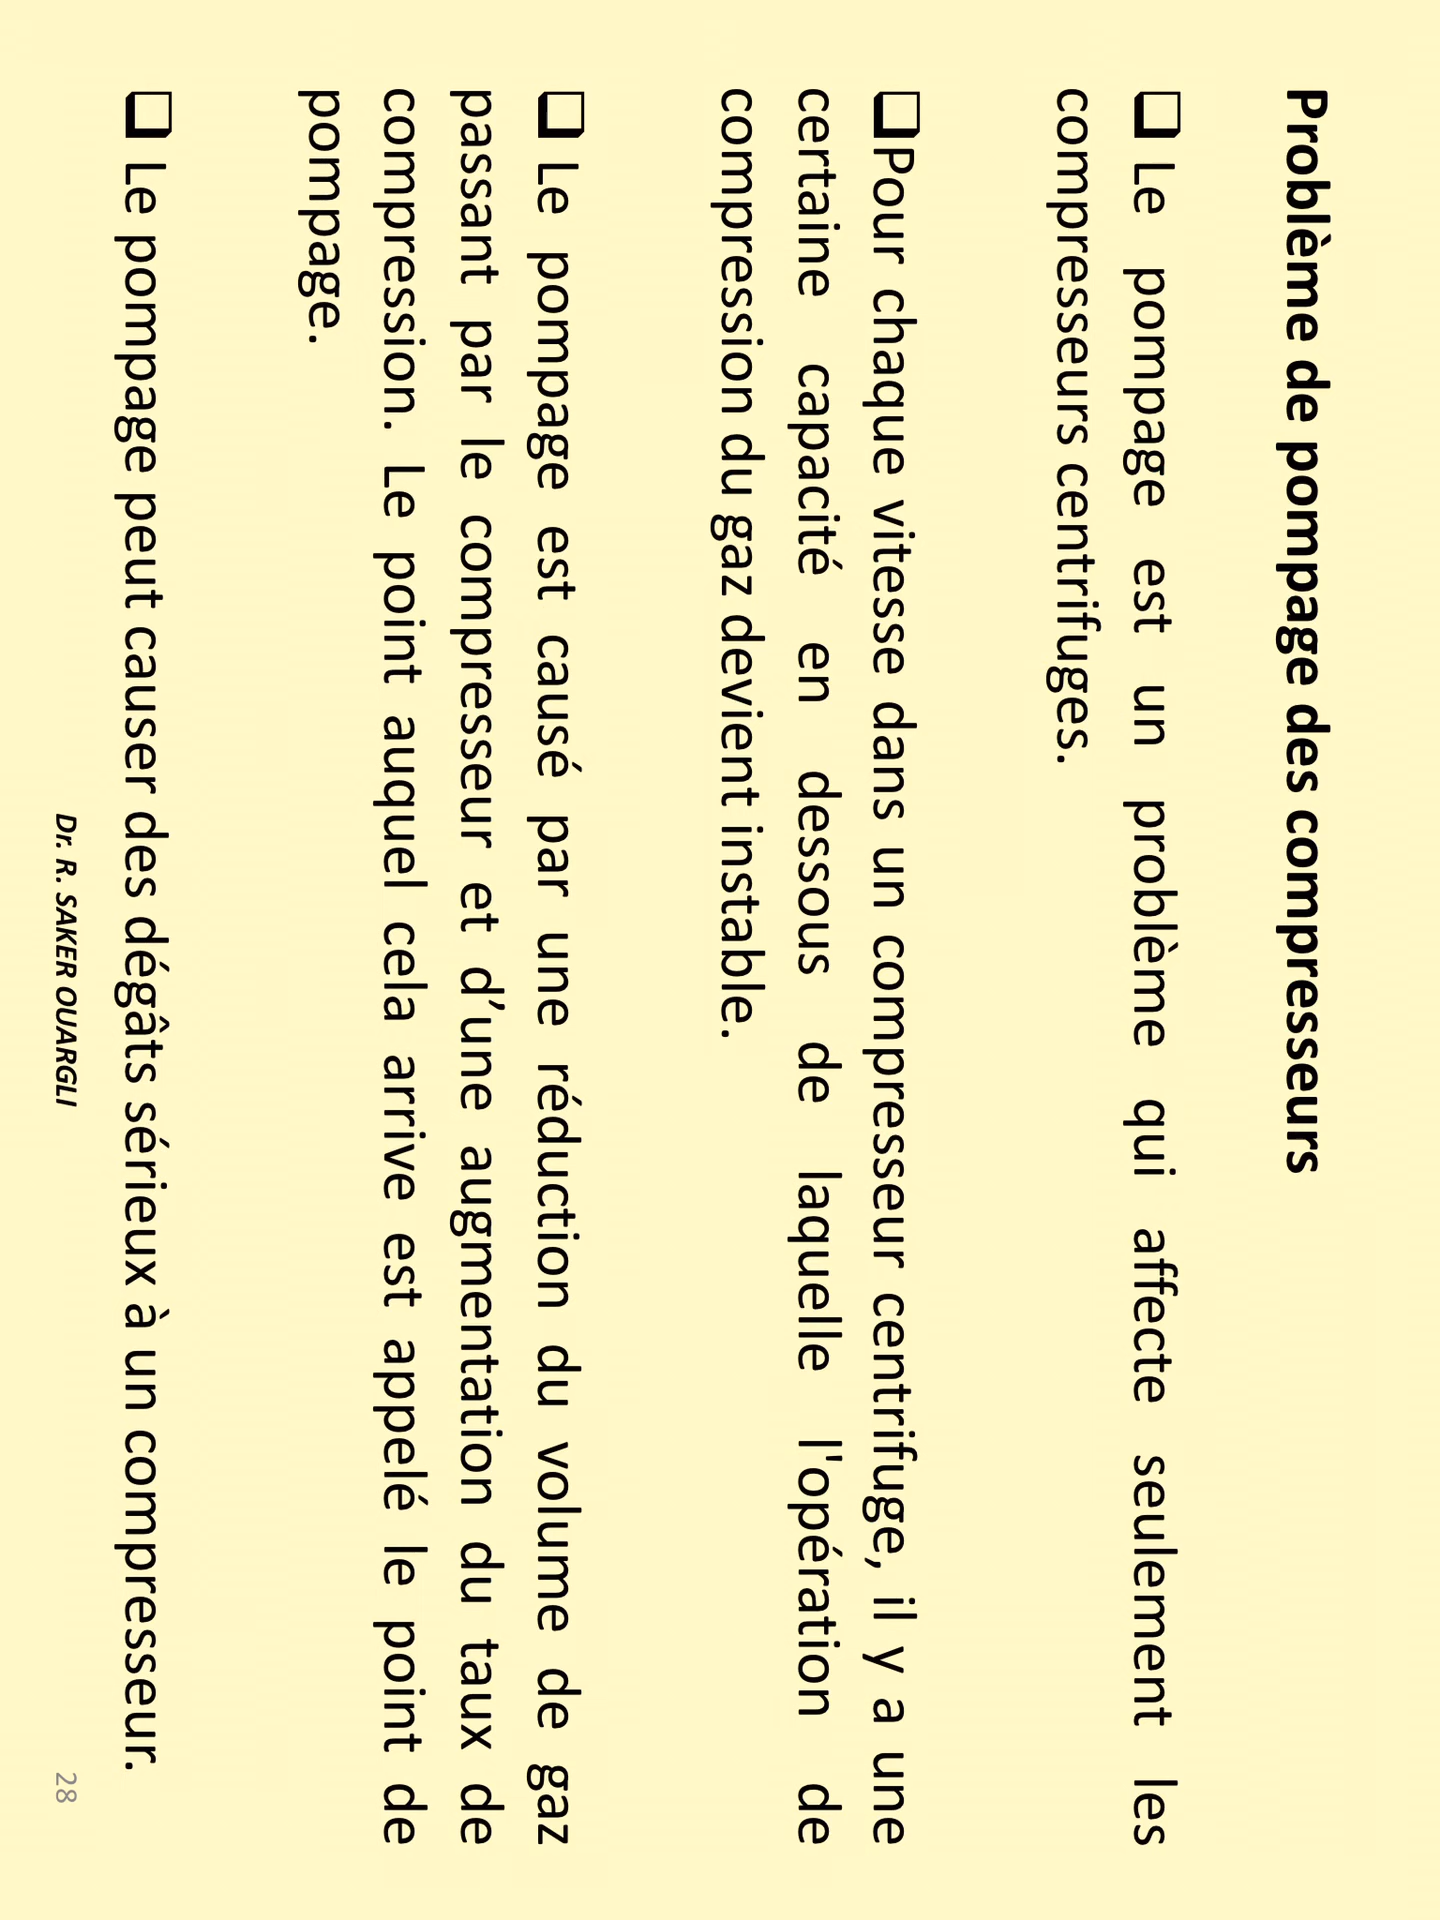 Problème de pompage des compresseurs
❑ Le pompage est un problème qui affecte seulement les
compresseurs centrifuges.
❑Pour chaque vitesse dans un compresseur centrifuge, il y a une
certaine capacité en dessous de laquelle l'opération de
compression du gaz devient instable.
❑ Le pompage est causé par une réduction du volume de gaz
passant par le compresseur et d’une augmentation du taux de
compression. Le point auquel cela arrive est appelé le point de
pompage.
❑ Le pompage peut causer des dégâts sérieux à un compresseur.
Dr. R. SAKER OUARGLI
28